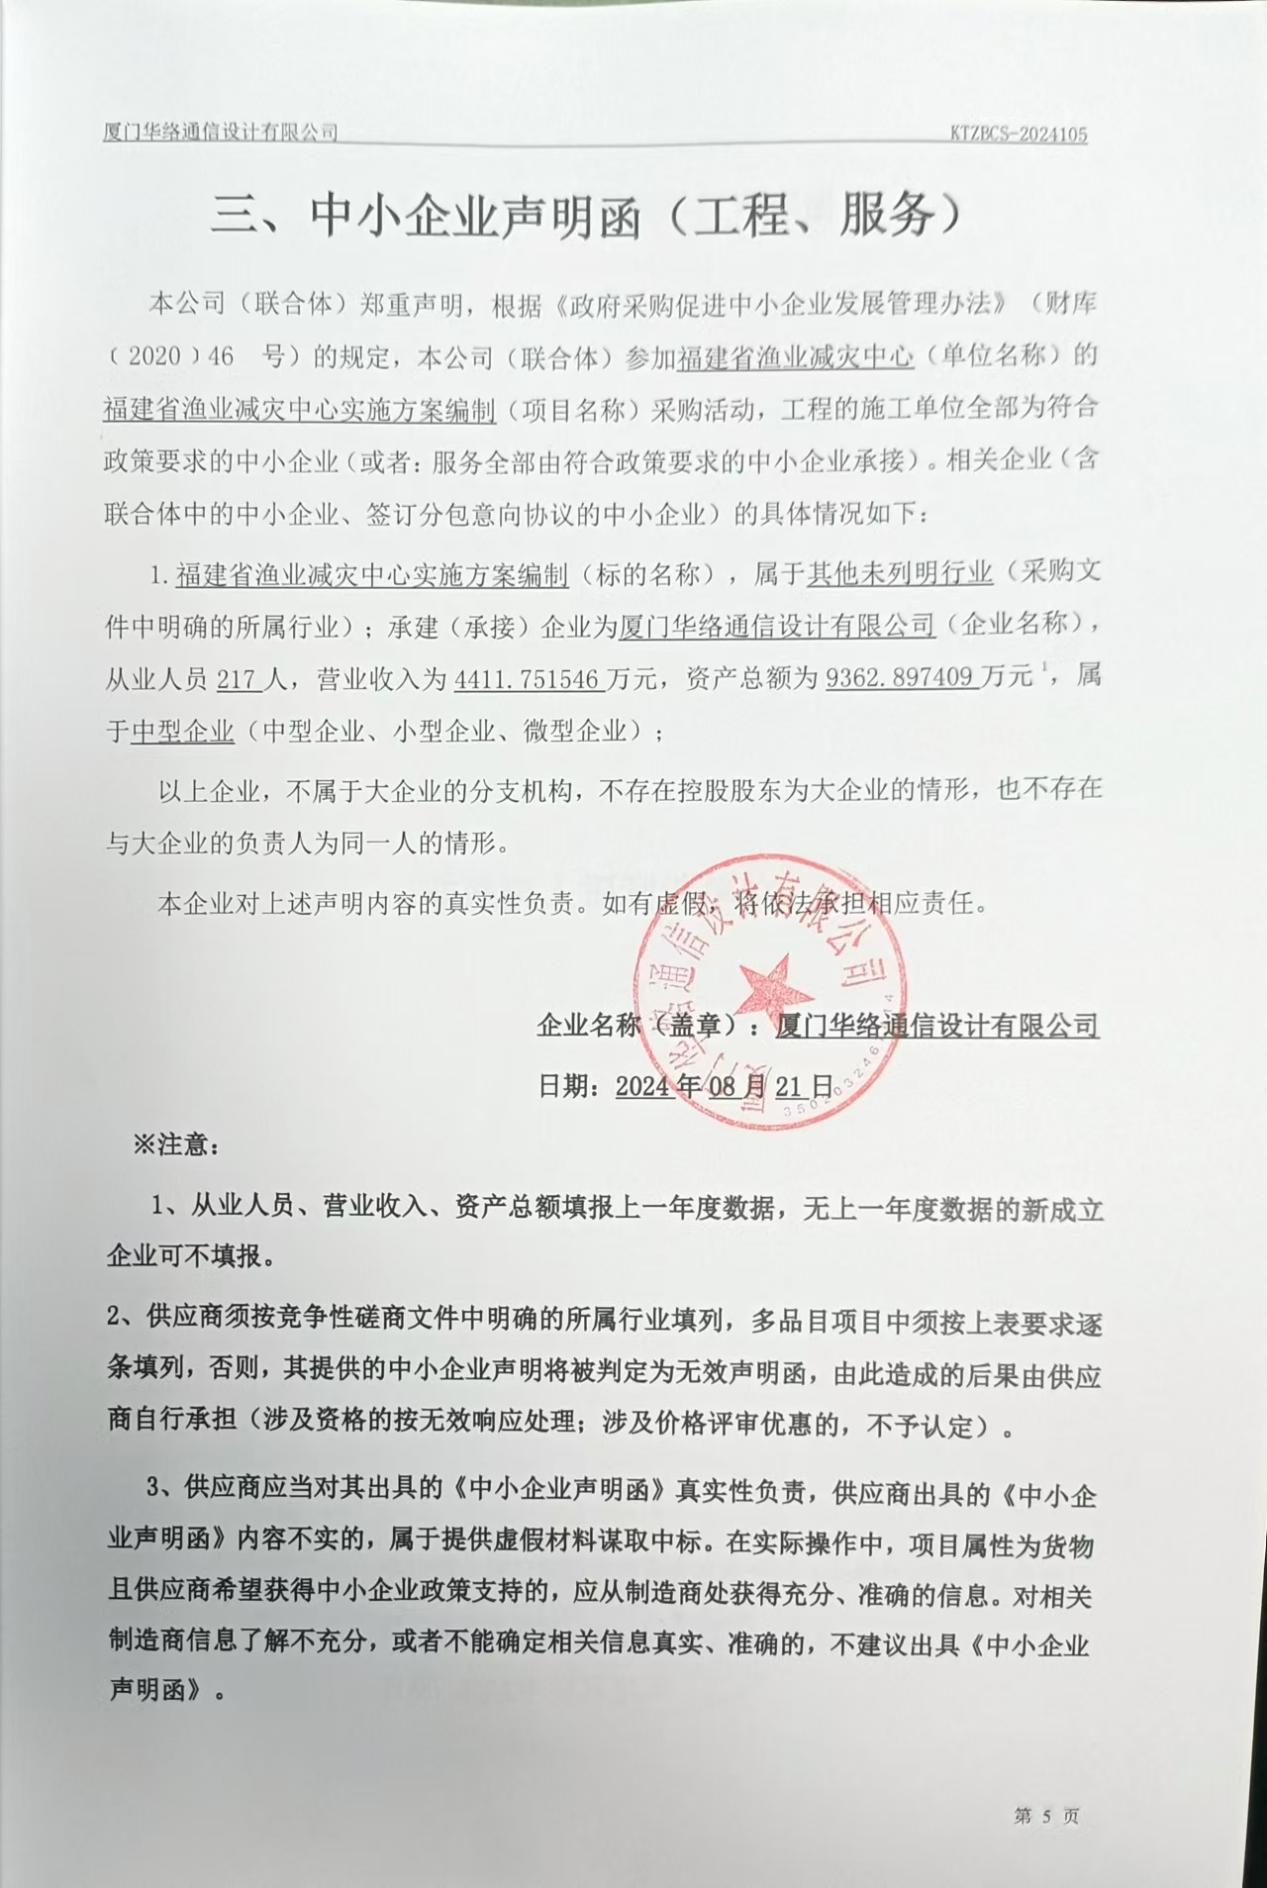 厦门华络通信设计有限公司
KTZBCS-2024105
三、中小企业声明函（工程、服务）
本公司（联合体）郑重声明，根据《政府采购促进中小企业发展管理办法》（财库
﹝2020﹞46 号）的规定，本公司（联合体）参加福建省渔业减灾中心（单位名称）的
福建省渔业减灾中心实施方案编制（项目名称）采购活动，工程的施工单位全部为符合
政策要求的中小企业（或者：服务全部由符合政策要求的中小企业承接）。相关企业（含
联合体中的中小企业、签订分包意向协议的中小企业）的具体情况如下：
1.福建省渔业减灾中心实施方案编制（标的名称），属于其他未列明行业（采购文
件中明确的所属行业）；承建（承接）企业为厦门华络通信设计有限公司（企业名称），
从业人员 217 人，营业收入为 4411.751546 万元，资产总额为 9362.897409 万元¹，属
于中型企业（中型企业、小型企业、微型企业）；
以上企业，不属于大企业的分支机构，不存在控股股东为大企业的情形，也不存在
与大企业的负责人为同一人的情形。
本企业对上述声明内容的真实性负责。如有虚假，将依法承担相应责任。
企业名称（盖章）：厦门华络通信设计有限公司
日期：2024 年 08 月 21 日
厦门华络通信设计有限公司
※注意：
1、从业人员、营业收入、资产总额填报上一年度数据，无上一年度数据的新成立
企业可不填报。
2、供应商须按竞争性磋商文件中明确的所属行业填列，多品目项目中须按上表要求逐
条填列，否则，其提供的中小企业声明将被判定为无效声明函，由此造成的后果由供应
商自行承担（涉及资格的按无效响应处理；涉及价格评审优惠的，不予认定）。
3、供应商应当对其出具的《中小企业声明函》真实性负责，供应商出具的《中小企
业声明函》内容不实的，属于提供虚假材料谋取中标。在实际操作中，项目属性为货物
且供应商希望获得中小企业政策支持的，应从制造商处获得充分、准确的信息。对相关
制造商信息了解不充分，或者不能确定相关信息真实、准确的，不建议出具《中小企业
声明函》。
第 5 页